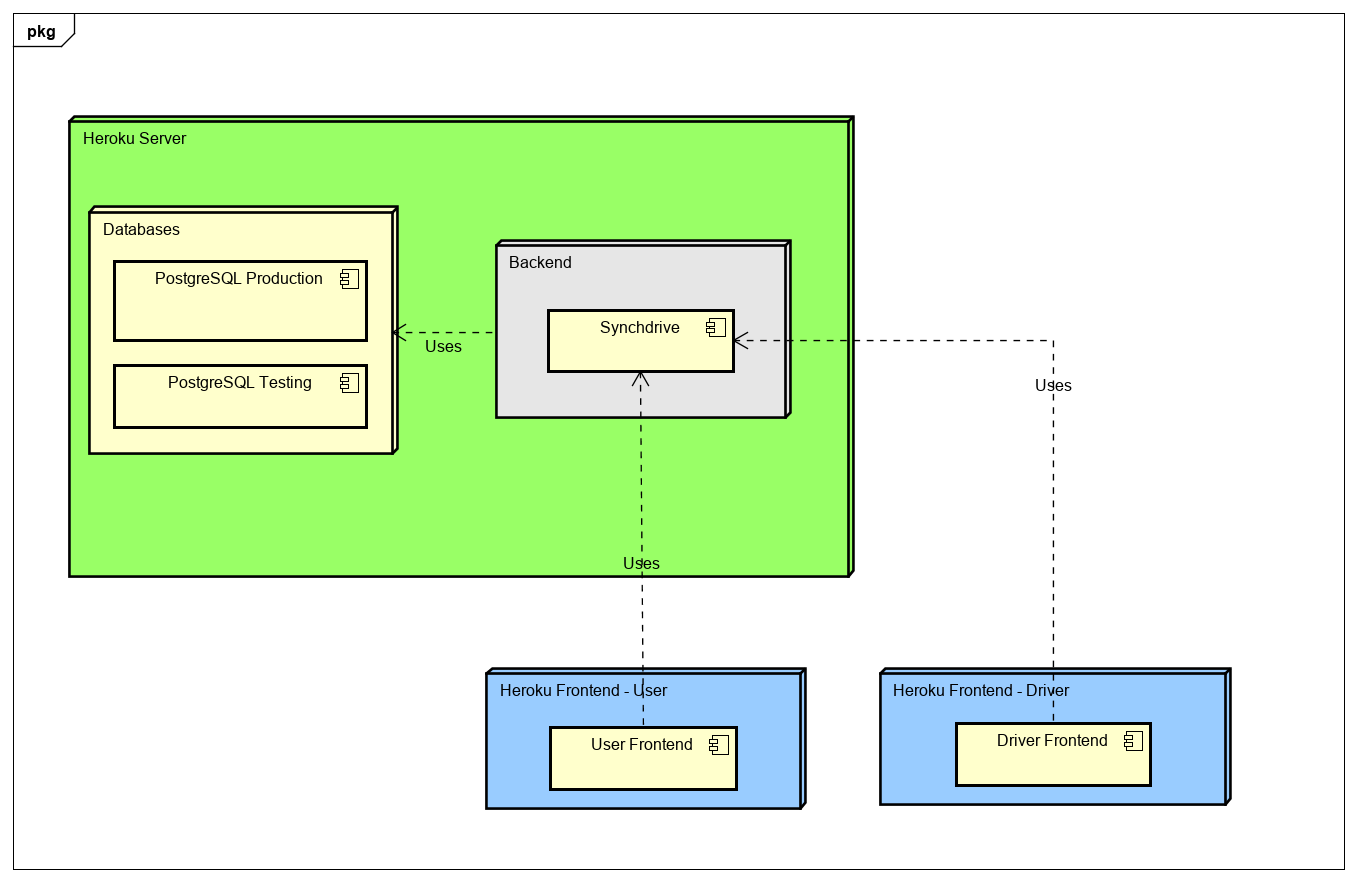 pkg
Heroku Server
Databases
PostgreSQL Production
PostgreSQL Testing
Uses
Backend
Synchdrive
Uses
Uses
Heroku Frontend - User
User Frontend
Heroku Frontend - Driver
Driver Frontend